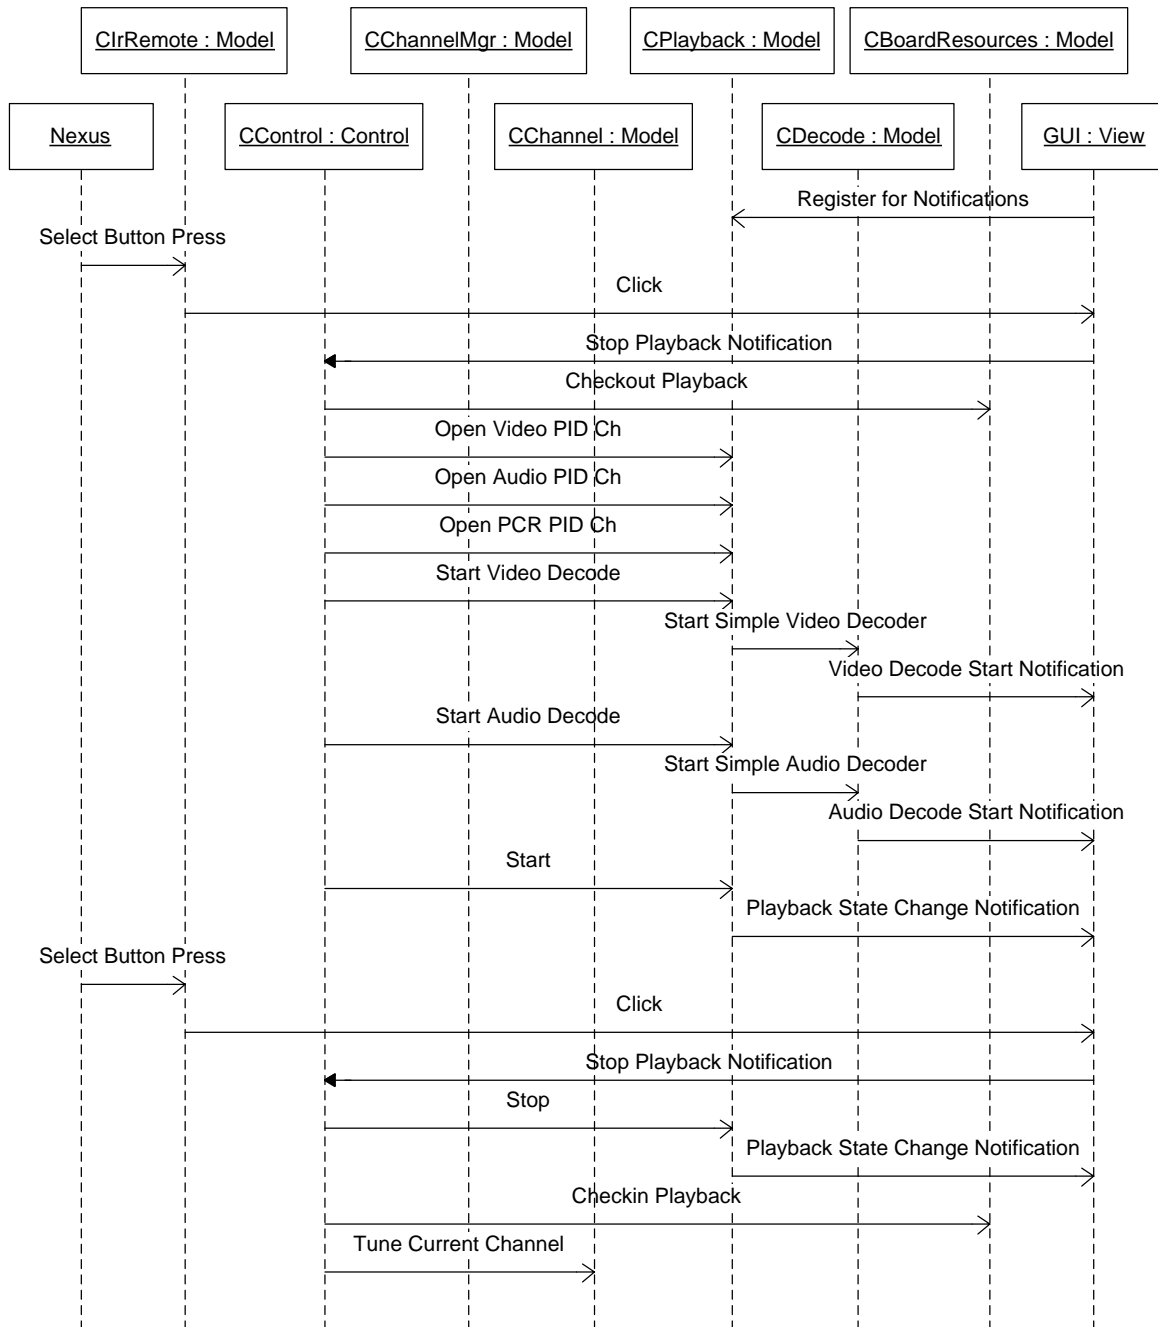 CIrRemote : Model
CChannelMgr : Model
CPlayback : Model
CBoardResources : Model
Nexus
CControl : Control
CChannel : Model
CDecode : Model
GUI : View
Register for Notifications
Select Button Press
Click
Stop Playback Notification
Checkout Playback
Open Video PID Ch
Open Audio PID Ch
Open PCR PID Ch
Start Video Decode
Start Simple Video Decoder
Video Decode Start Notification
Start Audio Decode
Start Simple Audio Decoder
Audio Decode Start Notification
Start
Playback State Change Notification
Select Button Press
Click
Stop Playback Notification
Stop
Playback State Change Notification
Checkin Playback
Tune Current Channel